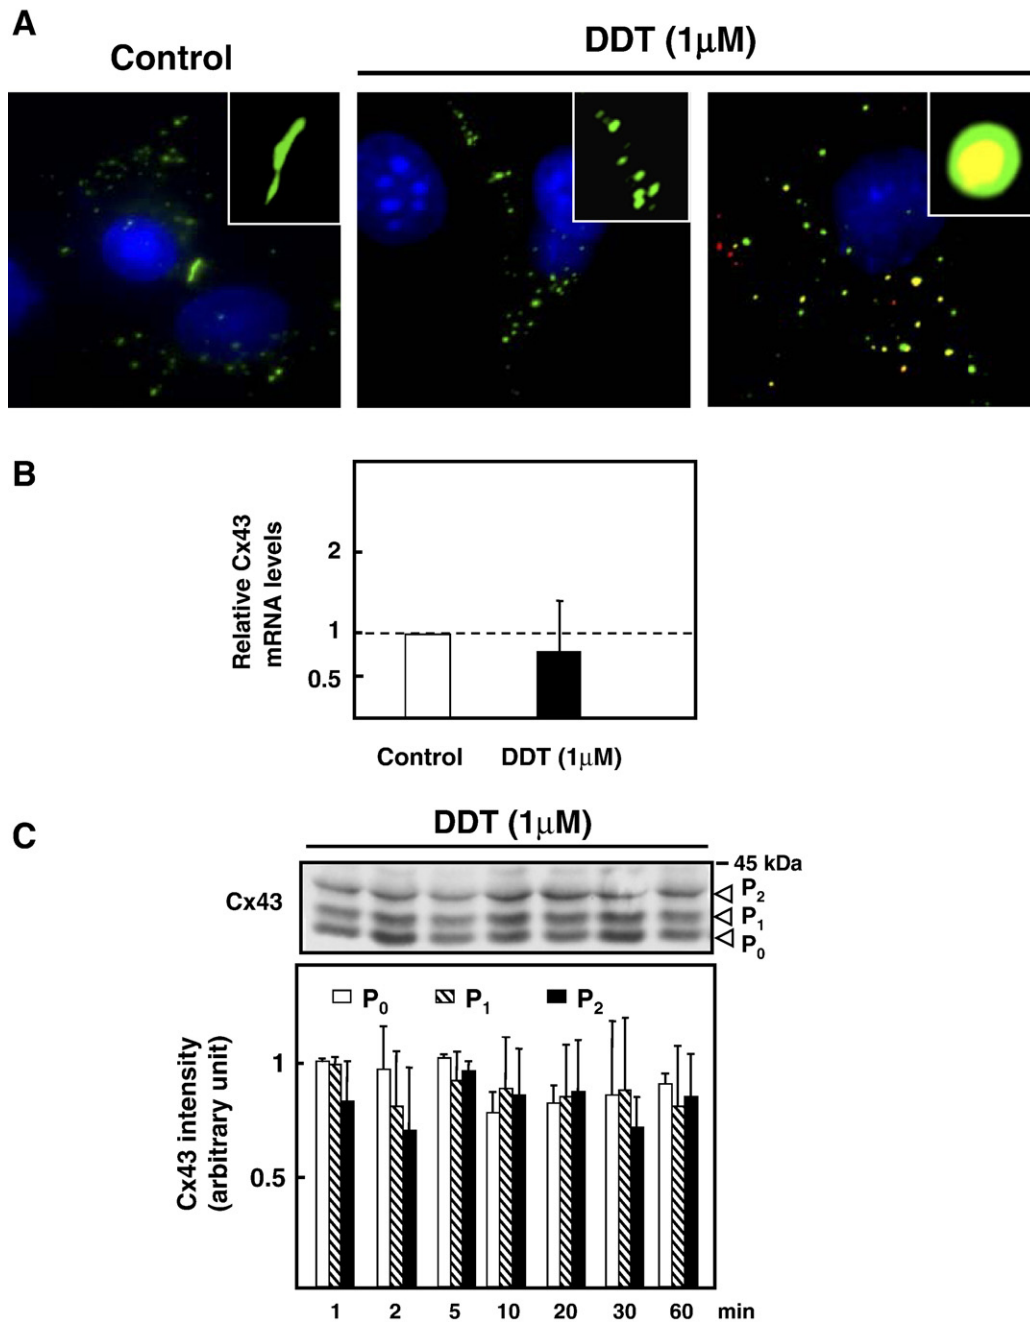 A
Control
DDT (1μM)
B
Relative Cx43
mRNA levels
2
1
0.5
Control DDT (1μM)
C
DDT (1μM)
45 kDa
Cx43
P2
P1
P0
P0 P1 P2
Cx43 intensity
(arbitrary unit)
1
0.5
1 2 5 10 20 30 60 min